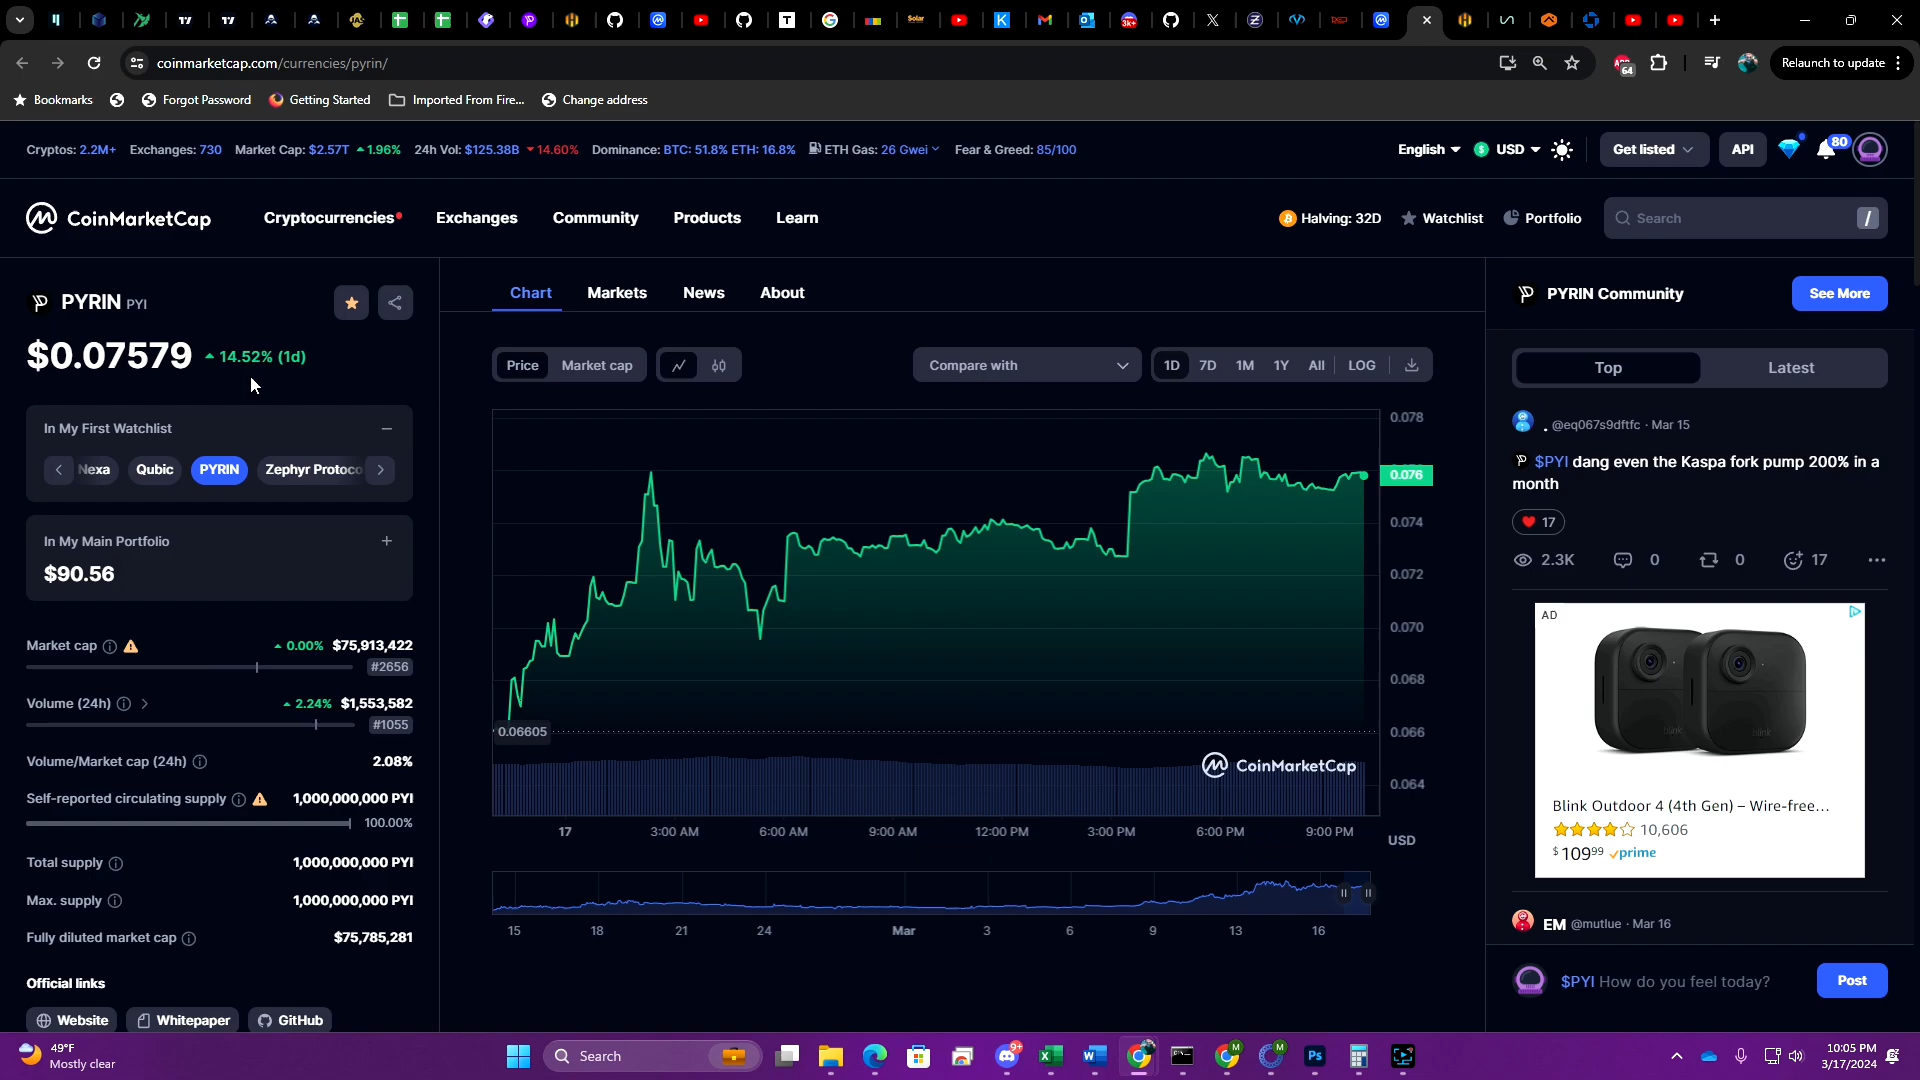 coinmarketcap.com/currencies/pyrin/
Relaunch to update
64
Bookmarks
Forgot Password
Getting Started
Imported From Fire...
Change address
Cryptos: 2.2M+ Exchanges: 730 Market Cap: $2.57T 1.96% 24h Vol: $125.38B 14.60% Dominance: BTC: 51.8% ETH: 16.8% ETH Gas: 26 Gwei Fear & Greed: 85/100
English USD Get listed API 80
CoinMarketCap
Cryptocurrencies Exchanges Community Products Learn
Halving: 32D Watchlist Portfolio Search /
PYRIN PYI
$0.07579 14.52% (1d)
In My First Watchlist
Nexa Qubic PYRIN Zephyr Protoco
In My Main Portfolio +
$90.56
Market cap 0.00% $75,913,422
#2656
Volume (24h) 2.24% $1,553,582
#1055
Volume/Market cap (24h) 2.08%
Self-reported circulating supply 1,000,000,000 PYI
100.00%
Total supply 1,000,000,000 PYI
Max. supply 1,000,000,000 PYI
Fully diluted market cap $75,785,281
Official links
Website Whitepaper GitHub
Chart Markets News About
Price Market cap
Compare with
1D 7D 1M 1Y All LOG
0.078
0.076
0.074
0.072
0.070
0.068
0.066
0.064
0.06605
CoinMarketCap
17 3:00 AM 6:00 AM 9:00 AM 12:00 PM 3:00 PM 6:00 PM 9:00 PM USD
15 18 21 24 Mar 3 6 9 13 16
PYRIN Community See More
Top Latest
. @eq067s9dftfc · Mar 15
$PYI dang even the Kaspa fork pump 200% in a
month
17
2.3K 0 0 17
AD
blink blink
Blink Outdoor 4 (4th Gen) – Wire-free...
10,606
$109⁹⁹ prime
EM @mutlue · Mar 16
$PYI How do you feel today? Post
49°F
Mostly clear
Search
9+
10:05 PM
3/17/2024